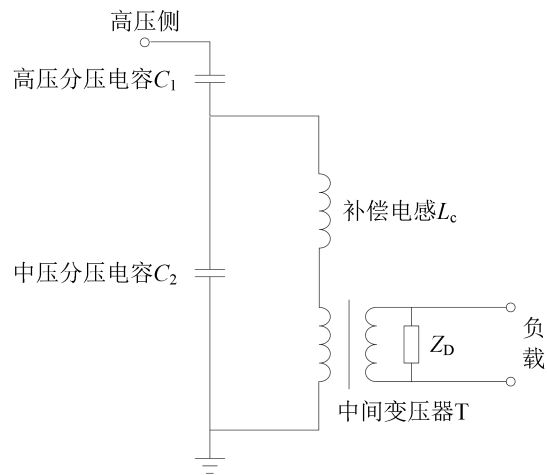 高压侧
高压分压电容C₁
补偿电感Lc
中压分压电容C₂
Z_D
负
载
中间变压器T